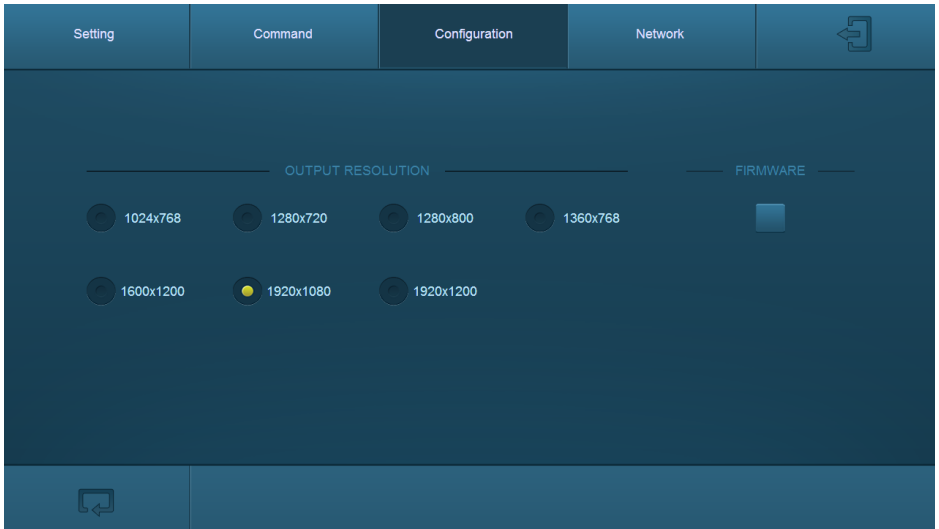 Setting Command Configuration Network
OUTPUT RESOLUTION FIRMWARE
1024x768 1280x720 1280x800 1360x768
1600x1200 1920x1080 1920x1200